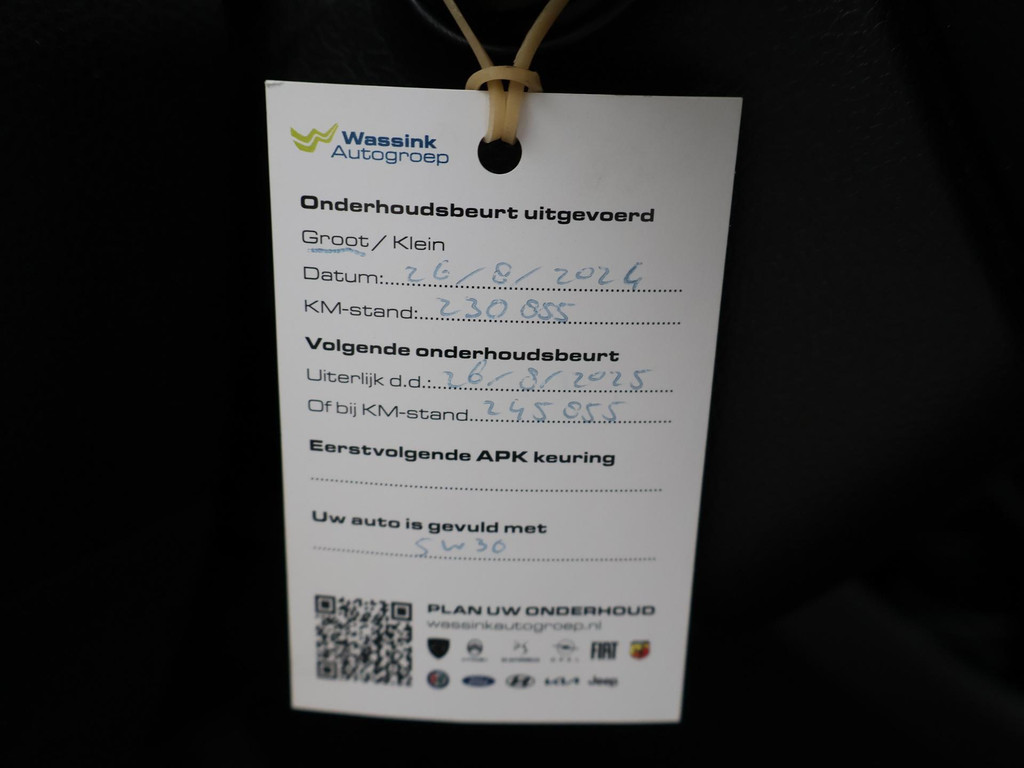 Wassink
Autogroep
Onderhoudsbeurt uitgevoerd
Groot / Klein
Datum: 26/8/2024
KM-stand: 230 855
Volgende onderhoudsbeurt
Uiterlijk d.d.: 26/8/2025
Of bij KM-stand 245 855
Eerstvolgende APK keuring
Uw auto is gevuld met
5W30
PLAN UW ONDERHOUD
wassinkautogroep.nl
FIAT
KIA Jeep